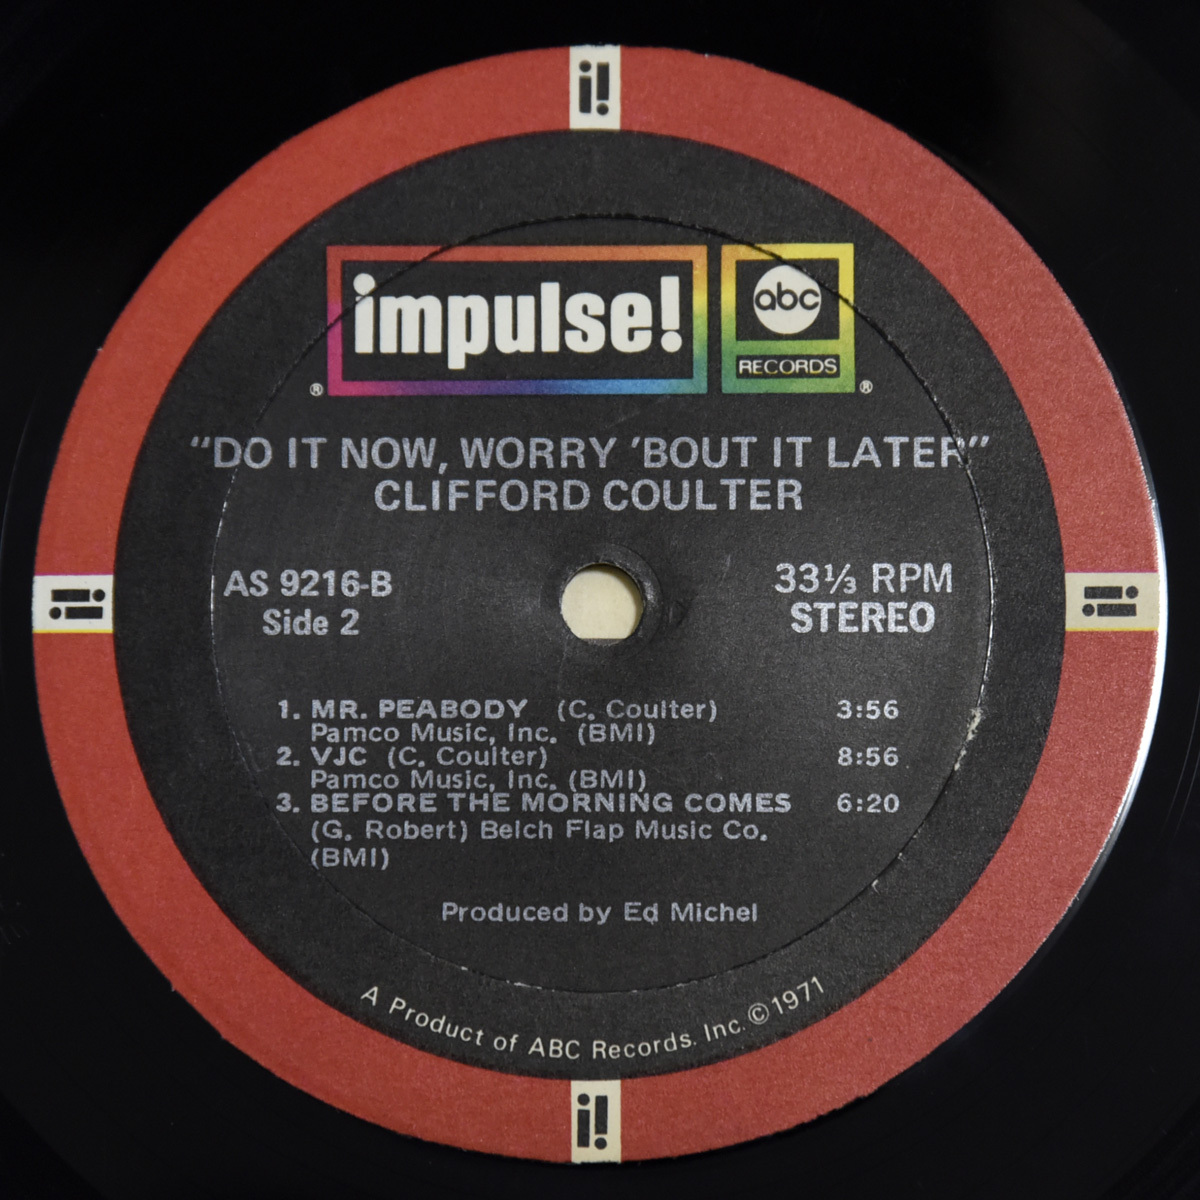 i!
impulse!
abc
RECORDS
® ®
"DO IT NOW, WORRY 'BOUT IT LATER"
CLIFFORD COULTER
AS 9216-B
Side 2
33⅓ RPM
STEREO
1. MR. PEABODY (C. Coulter) 3:56
Pamco Music, Inc. (BMI)
2. VJC (C. Coulter) 8:56
Pamco Music, Inc. (BMI)
3. BEFORE THE MORNING COMES 6:20
(G. Robert) Belch Flap Music Co.
(BMI)
Produced by Ed Michel
A Product of ABC Records. Inc. ©1971
i!
i!
i!